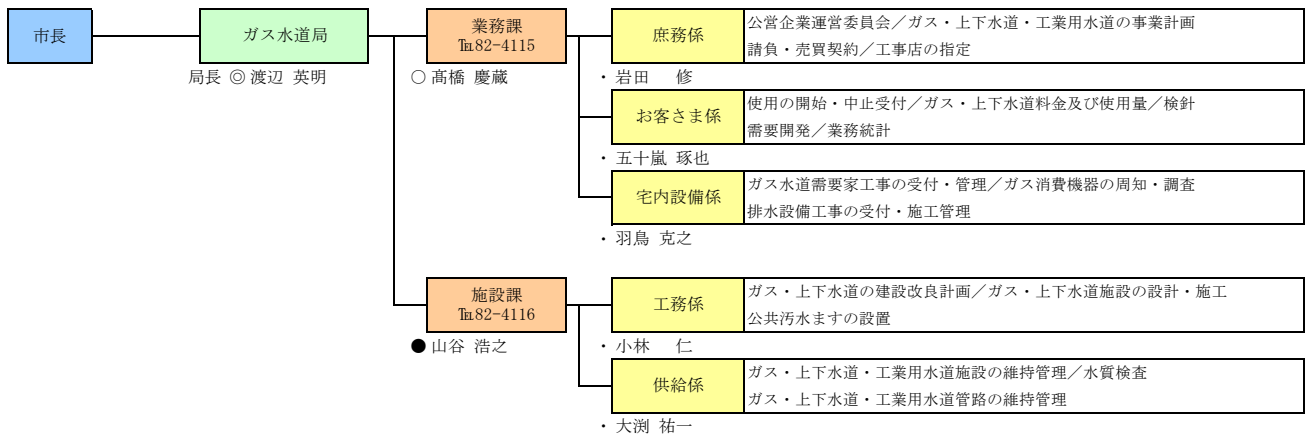 市長
ガス水道局
局長 ◎ 渡辺 英明
業務課
℡82-4115
○ 髙橋 慶蔵
庶務係
公営企業運営委員会／ガス・上下水道・工業用水道の事業計画
請負・売買契約／工事店の指定
・ 岩田　修
お客さま係
使用の開始・中止受付／ガス・上下水道料金及び使用量／検針
需要開発／業務統計
・ 五十嵐 琢也
宅内設備係
ガス水道需要家工事の受付・管理／ガス消費機器の周知・調査
排水設備工事の受付・施工管理
・ 羽鳥 克之
施設課
℡82-4116
● 山谷 浩之
工務係
ガス・上下水道の建設改良計画／ガス・上下水道施設の設計・施工
公共汚水ますの設置
・ 小林　仁
供給係
ガス・上下水道・工業用水道施設の維持管理／水質検査
ガス・上下水道・工業用水道管路の維持管理
・ 大渕 祐一